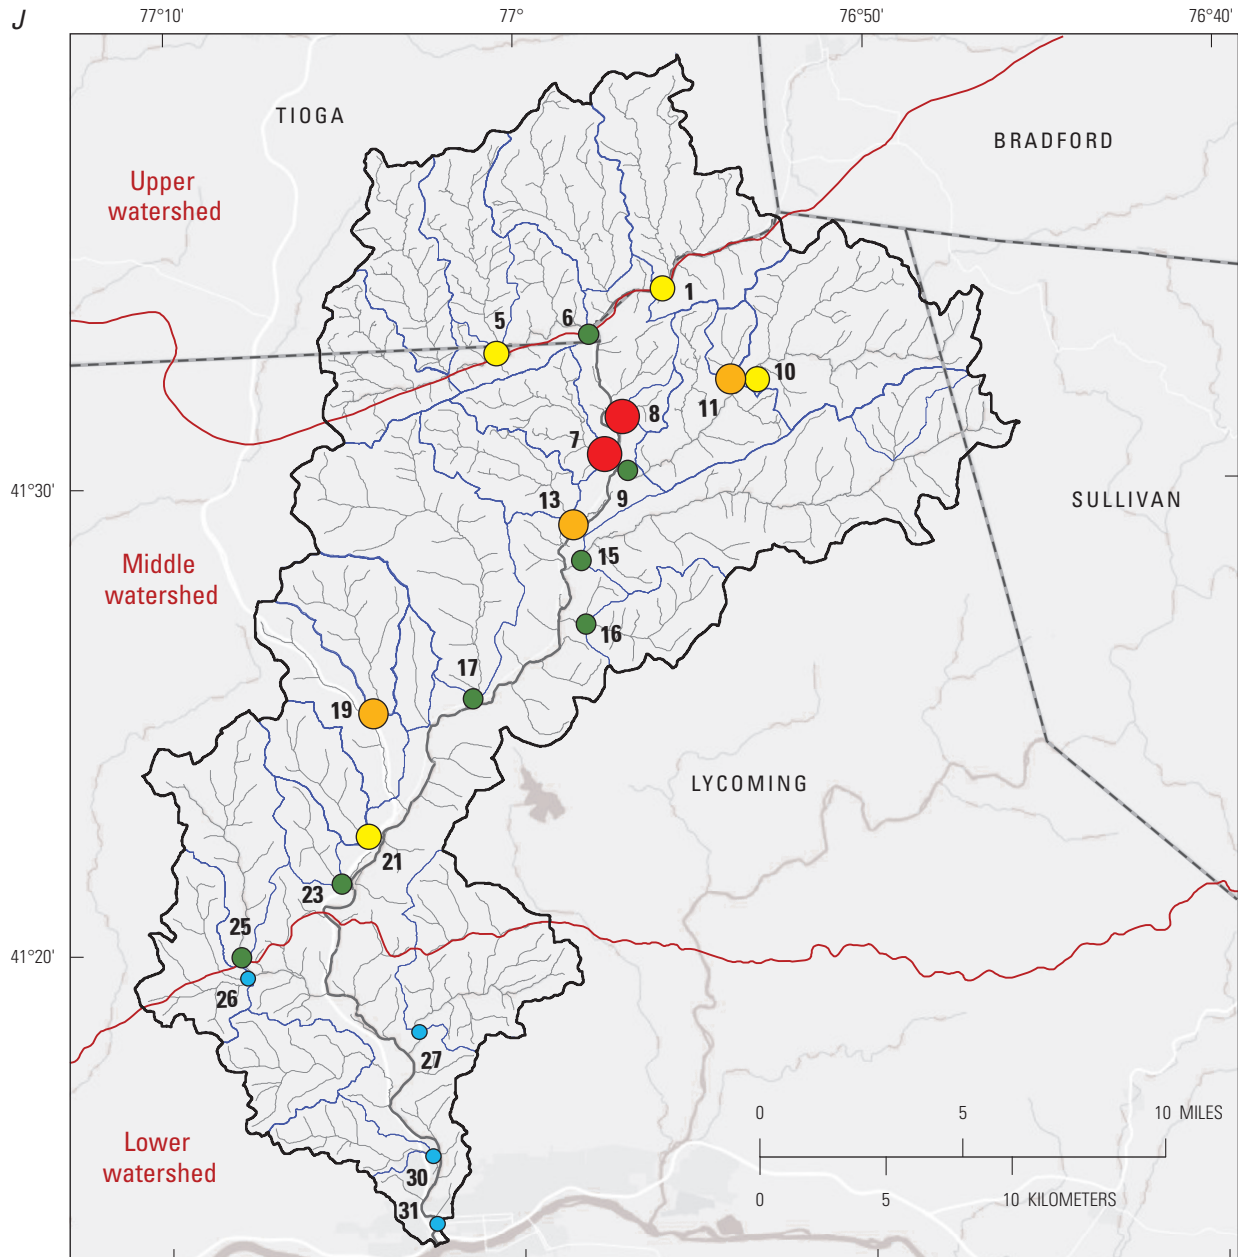 J
77°10'
77°
76°50'
76°40'
TIOGA
BRADFORD
Upper
watershed
1
5
6
10
11
8
7
41°30'
9
13
SULLIVAN
15
Middle
watershed
16
17
19
LYCOMING
21
23
25
41°20'
26
27
0 5 10 MILES
Lower
watershed
30
0 5 10 KILOMETERS
31